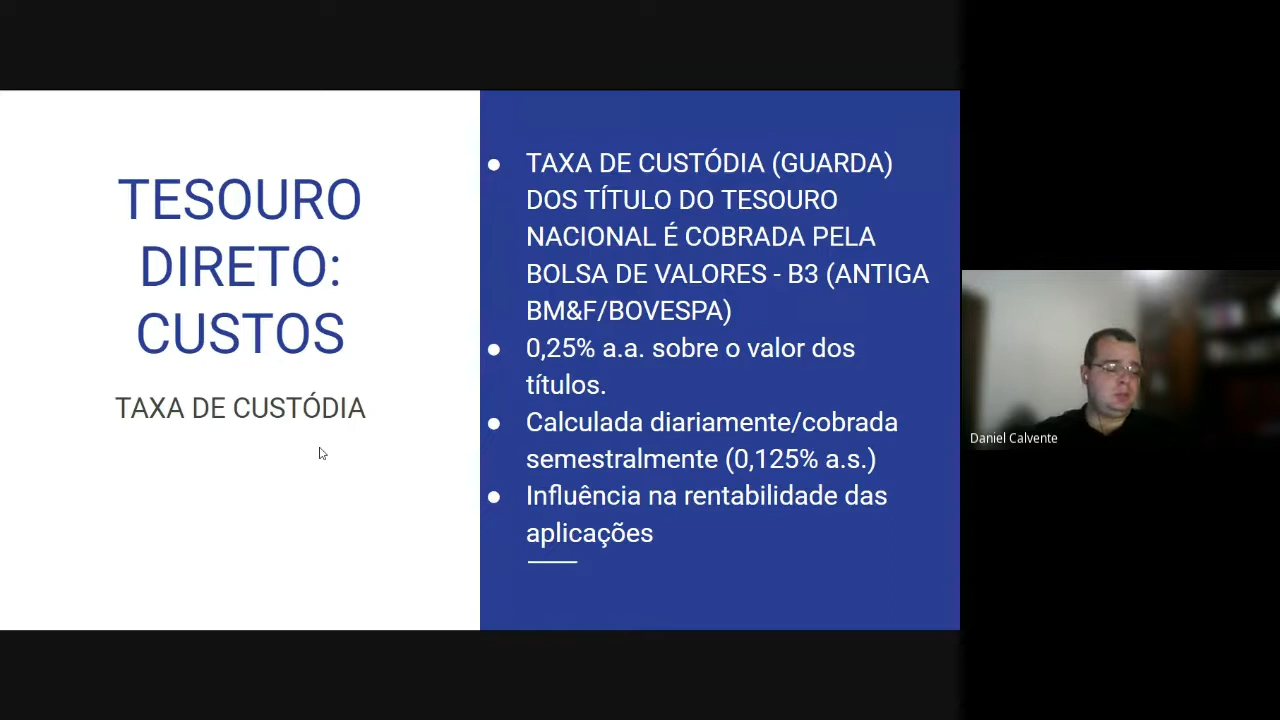 TESOURO
DIRETO:
CUSTOS
TAXA DE CUSTÓDIA
● TAXA DE CUSTÓDIA (GUARDA)
DOS TÍTULO DO TESOURO
NACIONAL É COBRADA PELA
BOLSA DE VALORES - B3 (ANTIGA
BM&F/BOVESPA)
● 0,25% a.a. sobre o valor dos
títulos.
● Calculada diariamente/cobrada
semestralmente (0,125% a.s.)
● Influência na rentabilidade das
aplicações
Daniel Calvente